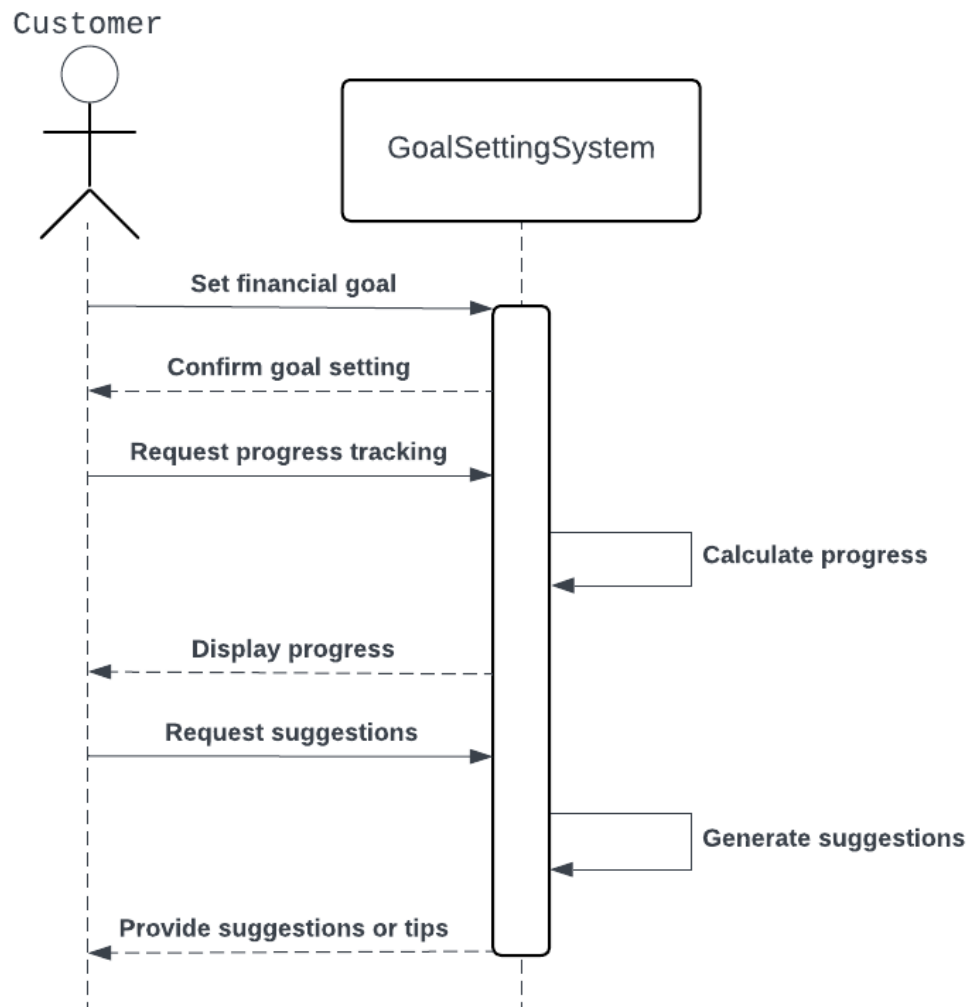 Customer
GoalSettingSystem
Set financial goal
Confirm goal setting
Request progress tracking
Calculate progress
Display progress
Request suggestions
Generate suggestions
Provide suggestions or tips